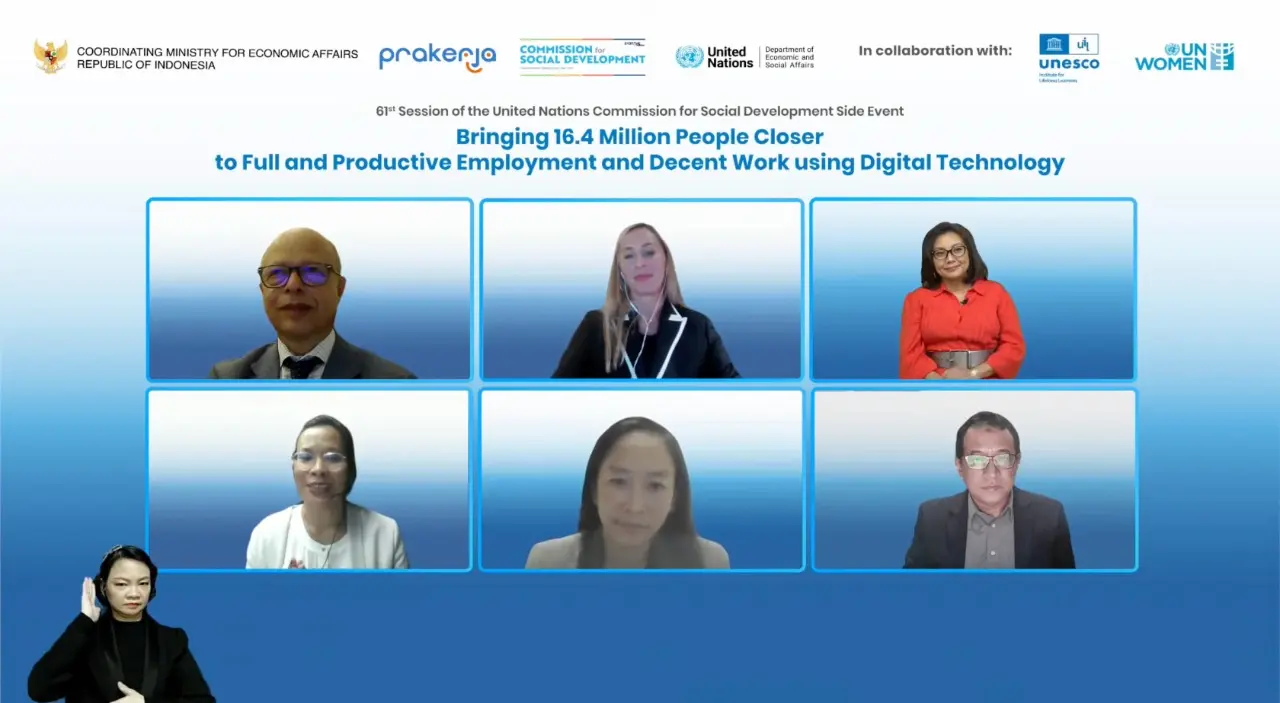 COORDINATING MINISTRY FOR ECONOMIC AFFAIRS
REPUBLIC OF INDONESIA
prakerja
COMMISSION for
SOCIAL DEVELOPMENT
United
Nations
Department of
Economic and
Social Affairs
In collaboration with:
unesco
Institute for
Lifelong Learning
UN
WOMEN
61st Session of the United Nations Commission for Social Development Side Event
Bringing 16.4 Million People Closer
to Full and Productive Employment and Decent Work using Digital Technology